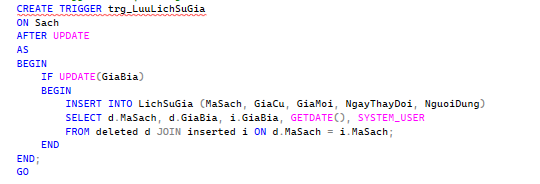 CREATE TRIGGER trg_LuuLichSuGia
ON Sach
AFTER UPDATE
AS
BEGIN
    IF UPDATE(GiaBia)
    BEGIN
        INSERT INTO LichSuGia (MaSach, GiaCu, GiaMoi, NgayThayDoi, NguoiDung)
        SELECT d.MaSach, d.GiaBia, i.GiaBia, GETDATE(), SYSTEM_USER
        FROM deleted d JOIN inserted i ON d.MaSach = i.MaSach;
    END
END;
GO